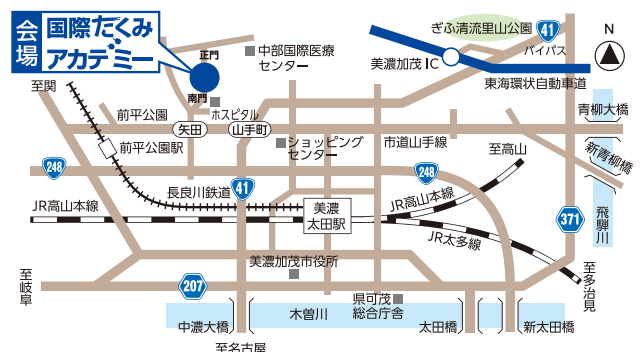 会場
国際たくみ
アカデミー
正門
南門
中部国際医療
センター
ホスピタル
ぎふ清流里山公園
41
バイパス
N
美濃加茂IC
東海環状自動車道
至関
前平公園
矢田
山手町
市道山手線
青柳大橋
新青柳橋
前平公園駅
ショッピング
センター
至高山
248
248
長良川鉄道
41
JR高山本線
美濃
太田駅
JR高山本線
JR太多線
371
飛騨川
至岐阜
美濃加茂市役所
至多治見
207
県可茂
総合庁舎
中濃大橋
木曽川
太田橋
新太田橋
至名古屋